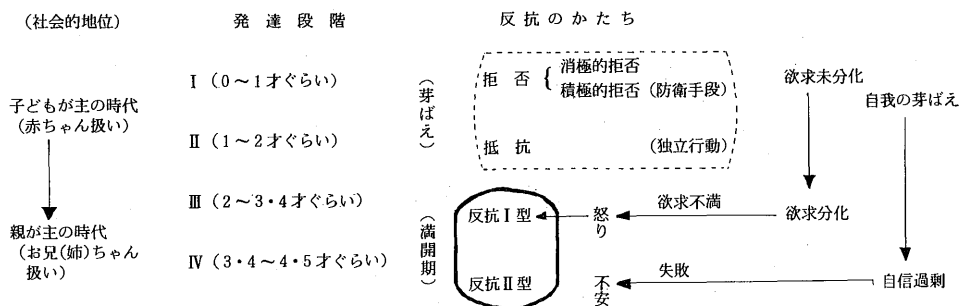 (社会的地位) 発達段階 反抗のかたち
子どもが主の時代
(赤ちゃん扱い)
親が主の時代
(お兄(姉)ちゃん
扱い)
Ⅰ (0~1才ぐらい)
Ⅱ (1~2才ぐらい)
Ⅲ (2~3・4才ぐらい)
Ⅳ (3・4~4・5才ぐらい)
(芽ばえ)
(満開期)
拒否 { 消極的拒否
積極的拒否 (防衛手段)
抵抗 (独立行動)
反抗Ⅰ型
反抗Ⅱ型
怒り
不安
欲求不満
失敗
欲求未分化
自我の芽ばえ
欲求分化
自信過剰